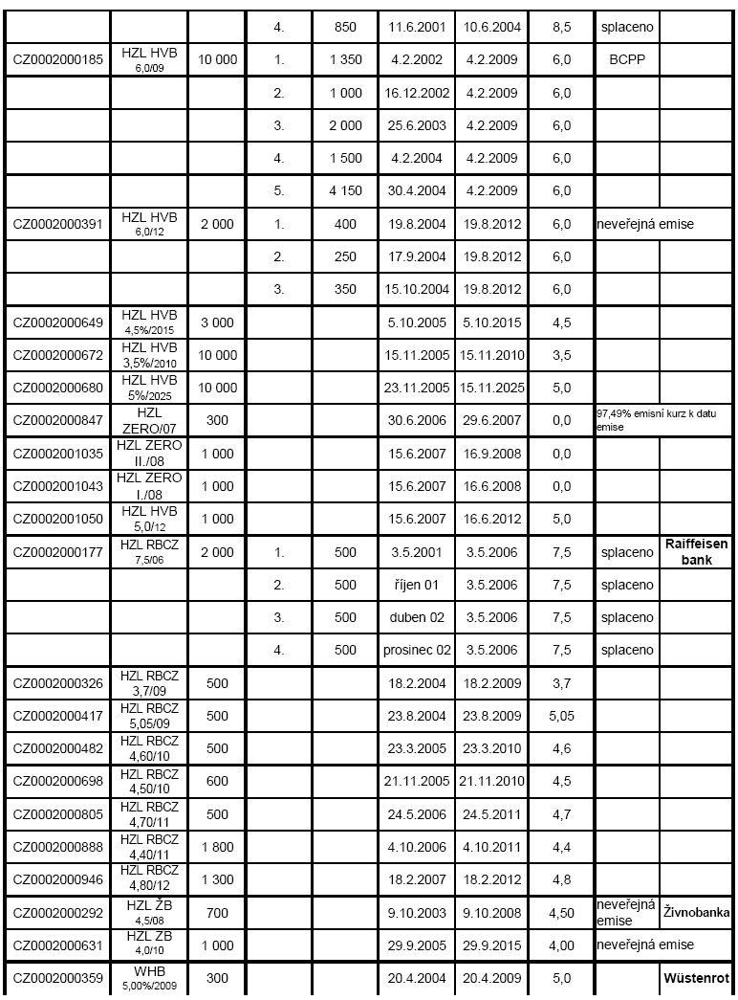 4. 850 11.6.2001 10.6.2004 8,5 splaceno
CZ0002000185 HZL HVB 6,0/09 10 000 1. 1 350 4.2.2002 4.2.2009 6,0 BCPP
2. 1 000 16.12.2002 4.2.2009 6,0
3. 2 000 25.6.2003 4.2.2009 6,0
4. 1 500 4.2.2004 4.2.2009 6,0
5. 4 150 30.4.2004 4.2.2009 6,0
CZ0002000391 HZL HVB 6,0/12 2 000 1. 400 19.8.2004 19.8.2012 6,0 neveřejná emise
2. 250 17.9.2004 19.8.2012 6,0
3. 350 15.10.2004 19.8.2012 6,0
CZ0002000649 HZL HVB 4,5%/2015 3 000 5.10.2005 5.10.2015 4,5
CZ0002000672 HZL HVB 3,5%/2010 10 000 15.11.2005 15.11.2010 3,5
CZ0002000680 HZL HVB 5%/2025 10 000 23.11.2005 15.11.2025 5,0
CZ0002000847 HZL ZERO/07 300 30.6.2006 29.6.2007 0,0 97,49% emisní kurz k datu emise
CZ0002001035 HZL ZERO II./08 1 000 15.6.2007 16.9.2008 0,0
CZ0002001043 HZL ZERO I./08 1 000 15.6.2007 16.6.2008 0,0
CZ0002001050 HZL HVB 5,0/12 1 000 15.6.2007 16.6.2012 5,0
CZ0002000177 HZL RBCZ 7,5/06 2 000 1. 500 3.5.2001 3.5.2006 7,5 splaceno Raiffeisen bank
2. 500 říjen 01 3.5.2006 7,5 splaceno
3. 500 duben 02 3.5.2006 7,5 splaceno
4. 500 prosinec 02 3.5.2006 7,5 splaceno
CZ0002000326 HZL RBCZ 3,7/09 500 18.2.2004 18.2.2009 3,7
CZ0002000417 HZL RBCZ 5,05/09 500 23.8.2004 23.8.2009 5,05
CZ0002000482 HZL RBCZ 4,60/10 500 23.3.2005 23.3.2010 4,6
CZ0002000698 HZL RBCZ 4,50/10 600 21.11.2005 21.11.2010 4,5
CZ0002000805 HZL RBCZ 4,70/11 500 24.5.2006 24.5.2011 4,7
CZ0002000888 HZL RBCZ 4,40/11 1 800 4.10.2006 4.10.2011 4,4
CZ0002000946 HZL RBCZ 4,80/12 1 300 18.2.2007 18.2.2012 4,8
CZ0002000292 HZL ŽB 4,5/08 700 9.10.2003 9.10.2008 4,50 neveřejná emise Živnobanka
CZ0002000631 HZL ZB 4,0/10 1 000 29.9.2005 29.9.2015 4,00 neveřejná emise
CZ0002000359 WHB 5,00%/2009 300 20.4.2004 20.4.2009 5,0 Wüstenrot